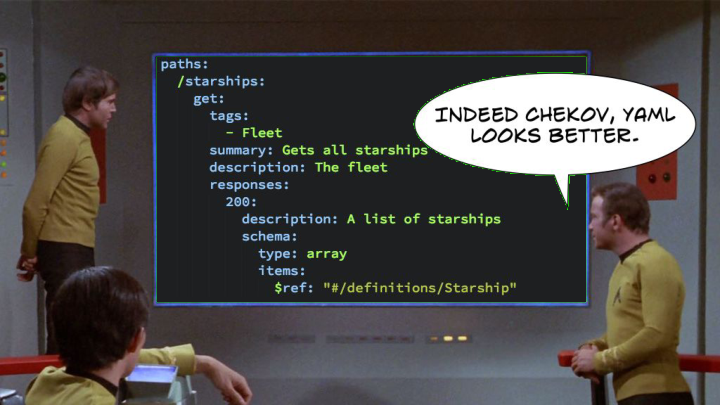 paths:
/starships:
get:
tags:
- Fleet
summary: Gets all starships
description: The fleet
responses:
200:
description: A list of starships
schema:
type: array
items:
$ref: "#/definitions/Starship"
INDEED CHEKOV, YAML
LOOKS BETTER.